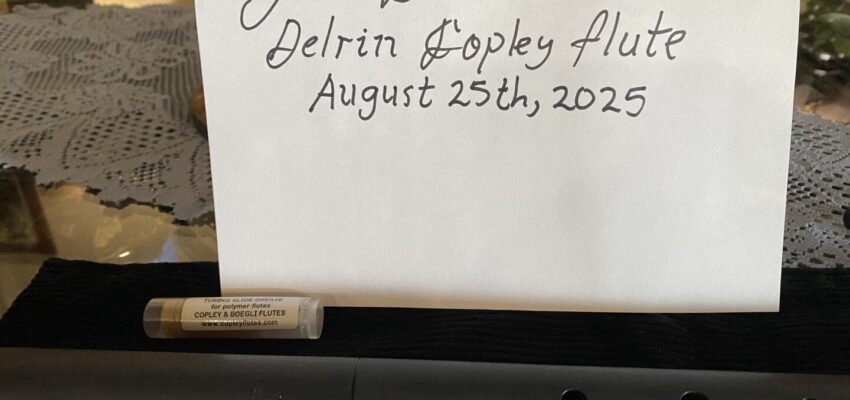 Delrin Copley flute
August 25th, 2025
TUNING SLIDE GREASE
for polymer flutes
COPLEY & BOEGLI FLUTES
www.copleyflutes.com